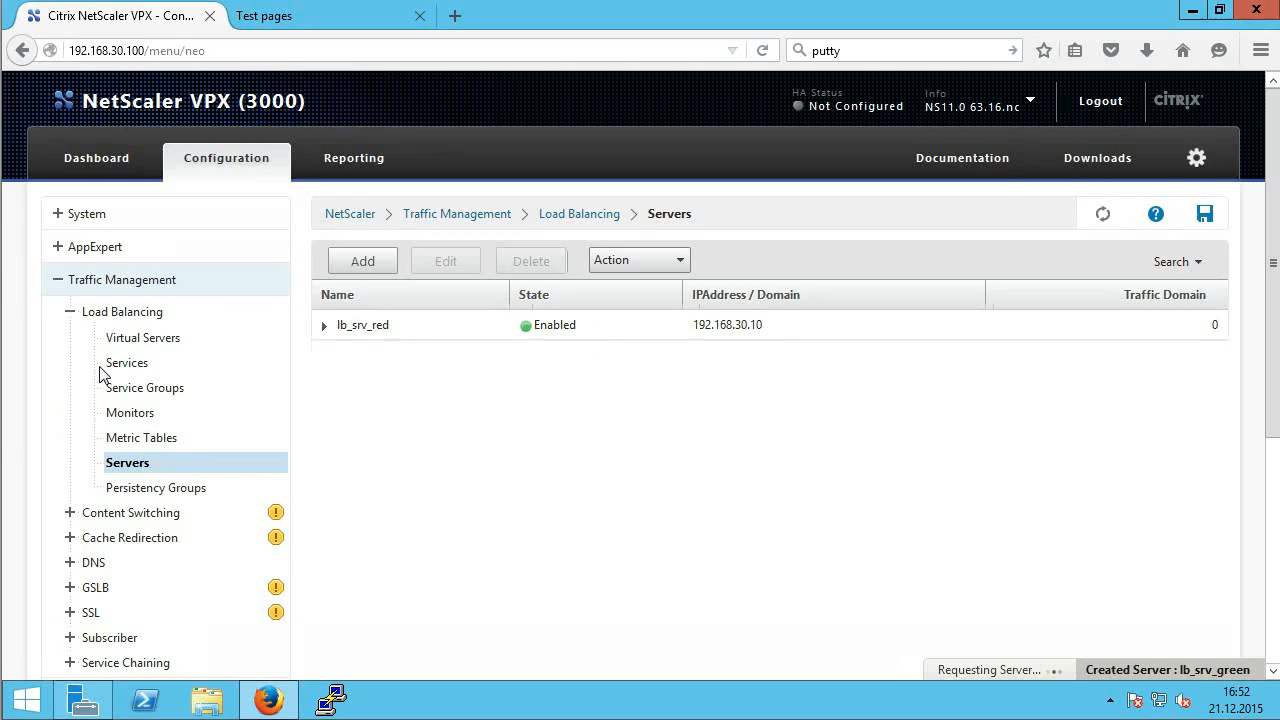 Citrix NetScaler VPX - Con...
Test pages
192.168.30.100/menu/neo
putty
NetScaler VPX (3000)
HA Status
Not Configured
Info
NS11.0 63.16.nc
Logout
CITRIX
Dashboard
Configuration
Reporting
Documentation
Downloads
System
AppExpert
Traffic Management
Load Balancing
Virtual Servers
Services
Service Groups
Monitors
Metric Tables
Servers
Persistency Groups
Content Switching
Cache Redirection
DNS
GSLB
SSL
Subscriber
Service Chaining
NetScaler > Traffic Management > Load Balancing > Servers
Add Edit Delete Action Search
Name State IPAddress / Domain Traffic Domain
lb_srv_red Enabled 192.168.30.10 0
Requesting Server...
Created Server : lb_srv_green
16:52
21.12.2015